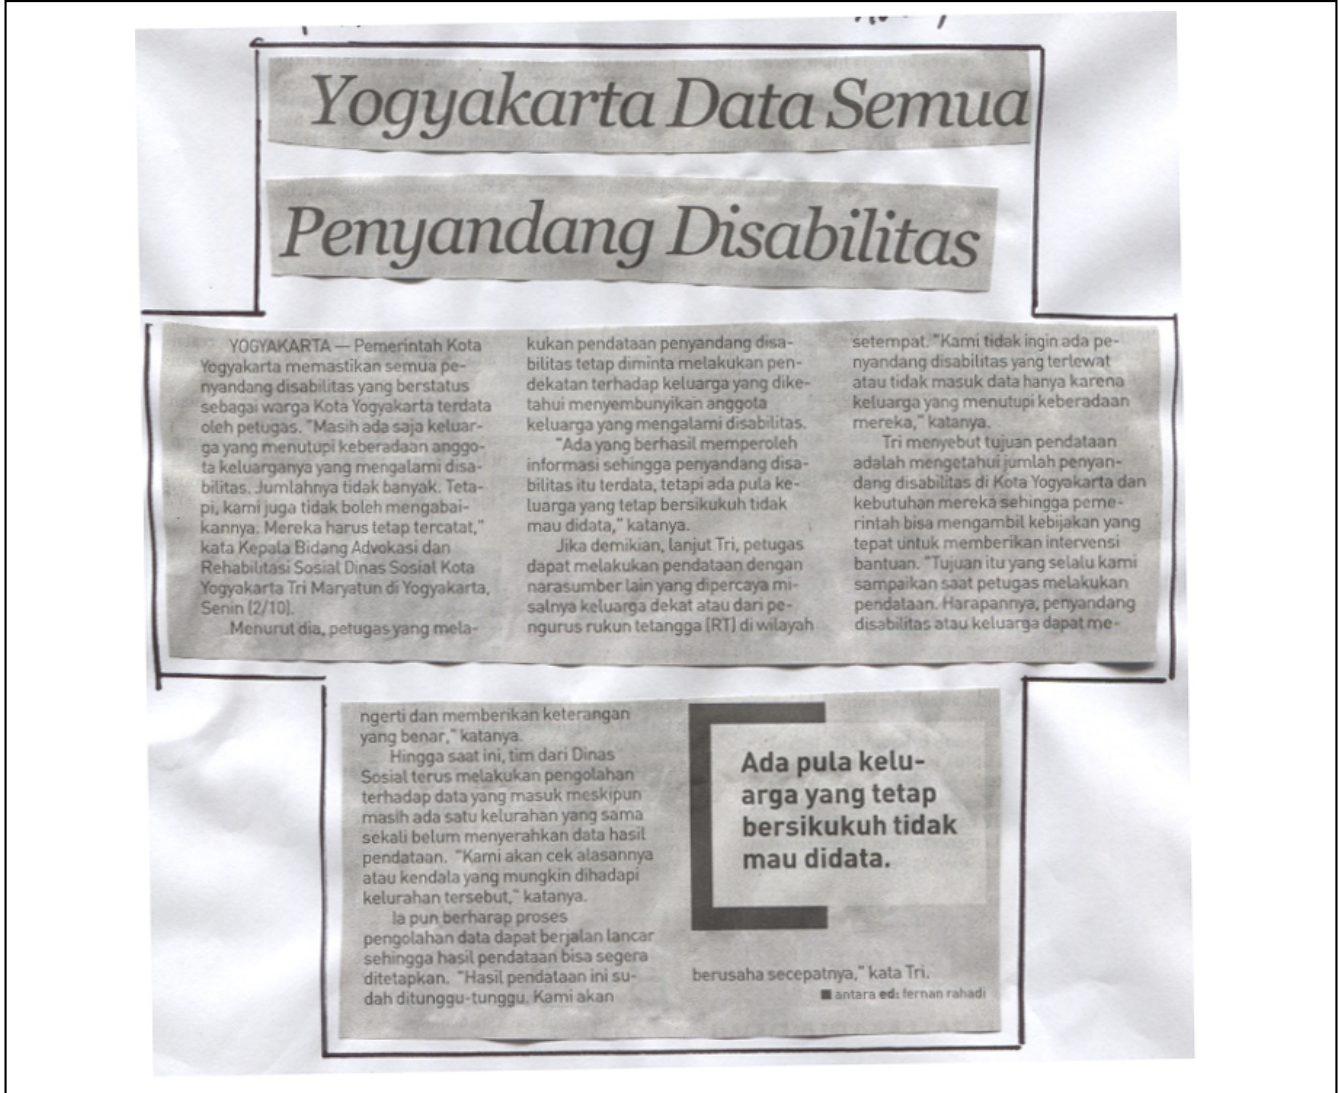 Yogyakarta Data Semua
Penyandang Disabilitas
YOGYAKARTA — Pemerintah Kota
Yogyakarta memastikan semua pe-
nyandang disabilitas yang berstatus
sebagai warga Kota Yogyakarta terdata
oleh petugas. "Masih ada saja keluar-
ga yang menutupi keberadaan anggo-
ta keluarganya yang mengalami disa-
bilitas. Jumlahnya tidak banyak. Teta-
pi, kami juga tidak boleh mengabai-
kannya. Mereka harus tetap tercatat,"
kata Kepala Bidang Advokasi dan
Rehabilitasi Sosial Dinas Sosial Kota
Yogyakarta Tri Maryatun di Yogyakarta,
Senin (2/10).
Menurut dia, petugas yang mela-
kukan pendataan penyandang disa-
bilitas tetap diminta melakukan pen-
dekatan terhadap keluarga yang dike-
tahui menyembunyikan anggota
keluarga yang mengalami disabilitas.
"Ada yang berhasil memperoleh
informasi sehingga penyandang disa-
bilitas itu terdata, tetapi ada pula ke-
luarga yang tetap bersikukuh tidak
mau didata," katanya.
Jika demikian, lanjut Tri, petugas
dapat melakukan pendataan dengan
narasumber lain yang dipercaya mi-
salnya keluarga dekat atau dari pe-
ngurus rukun tetangga (RT) di wilayah
setempat. "Kami tidak ingin ada pe-
nyandang disabilitas yang terlewat
atau tidak masuk data hanya karena
keluarga yang menutupi keberadaan
mereka," katanya.
Tri menyebut tujuan pendataan
adalah mengetahui jumlah penyan-
dang disabilitas di Kota Yogyakarta dan
kebutuhan mereka sehingga peme-
rintah bisa mengambil kebijakan yang
tepat untuk memberikan intervensi
bantuan. "Tujuan itu yang selalu kami
sampaikan saat petugas melakukan
pendataan. Harapannya, penyandang
disabilitas atau keluarga dapat me-
ngerti dan memberikan keterangan
yang benar," katanya.
Hingga saat ini, tim dari Dinas
Sosial terus melakukan pengolahan
terhadap data yang masuk meskipun
masih ada satu kelurahan yang sama
sekali belum menyerahkan data hasil
pendataan. "Kami akan cek alasannya
atau kendala yang mungkin dihadapi
kelurahan tersebut," katanya.
Ia pun berharap proses
pengolahan data dapat berjalan lancar
sehingga hasil pendataan bisa segera
ditetapkan. "Hasil pendataan ini su-
dah ditunggu-tunggu. Kami akan
Ada pula kelu-
arga yang tetap
bersikukuh tidak
mau didata.
berusaha secepatnya," kata Tri.
■ antara ed: fernan rahadi